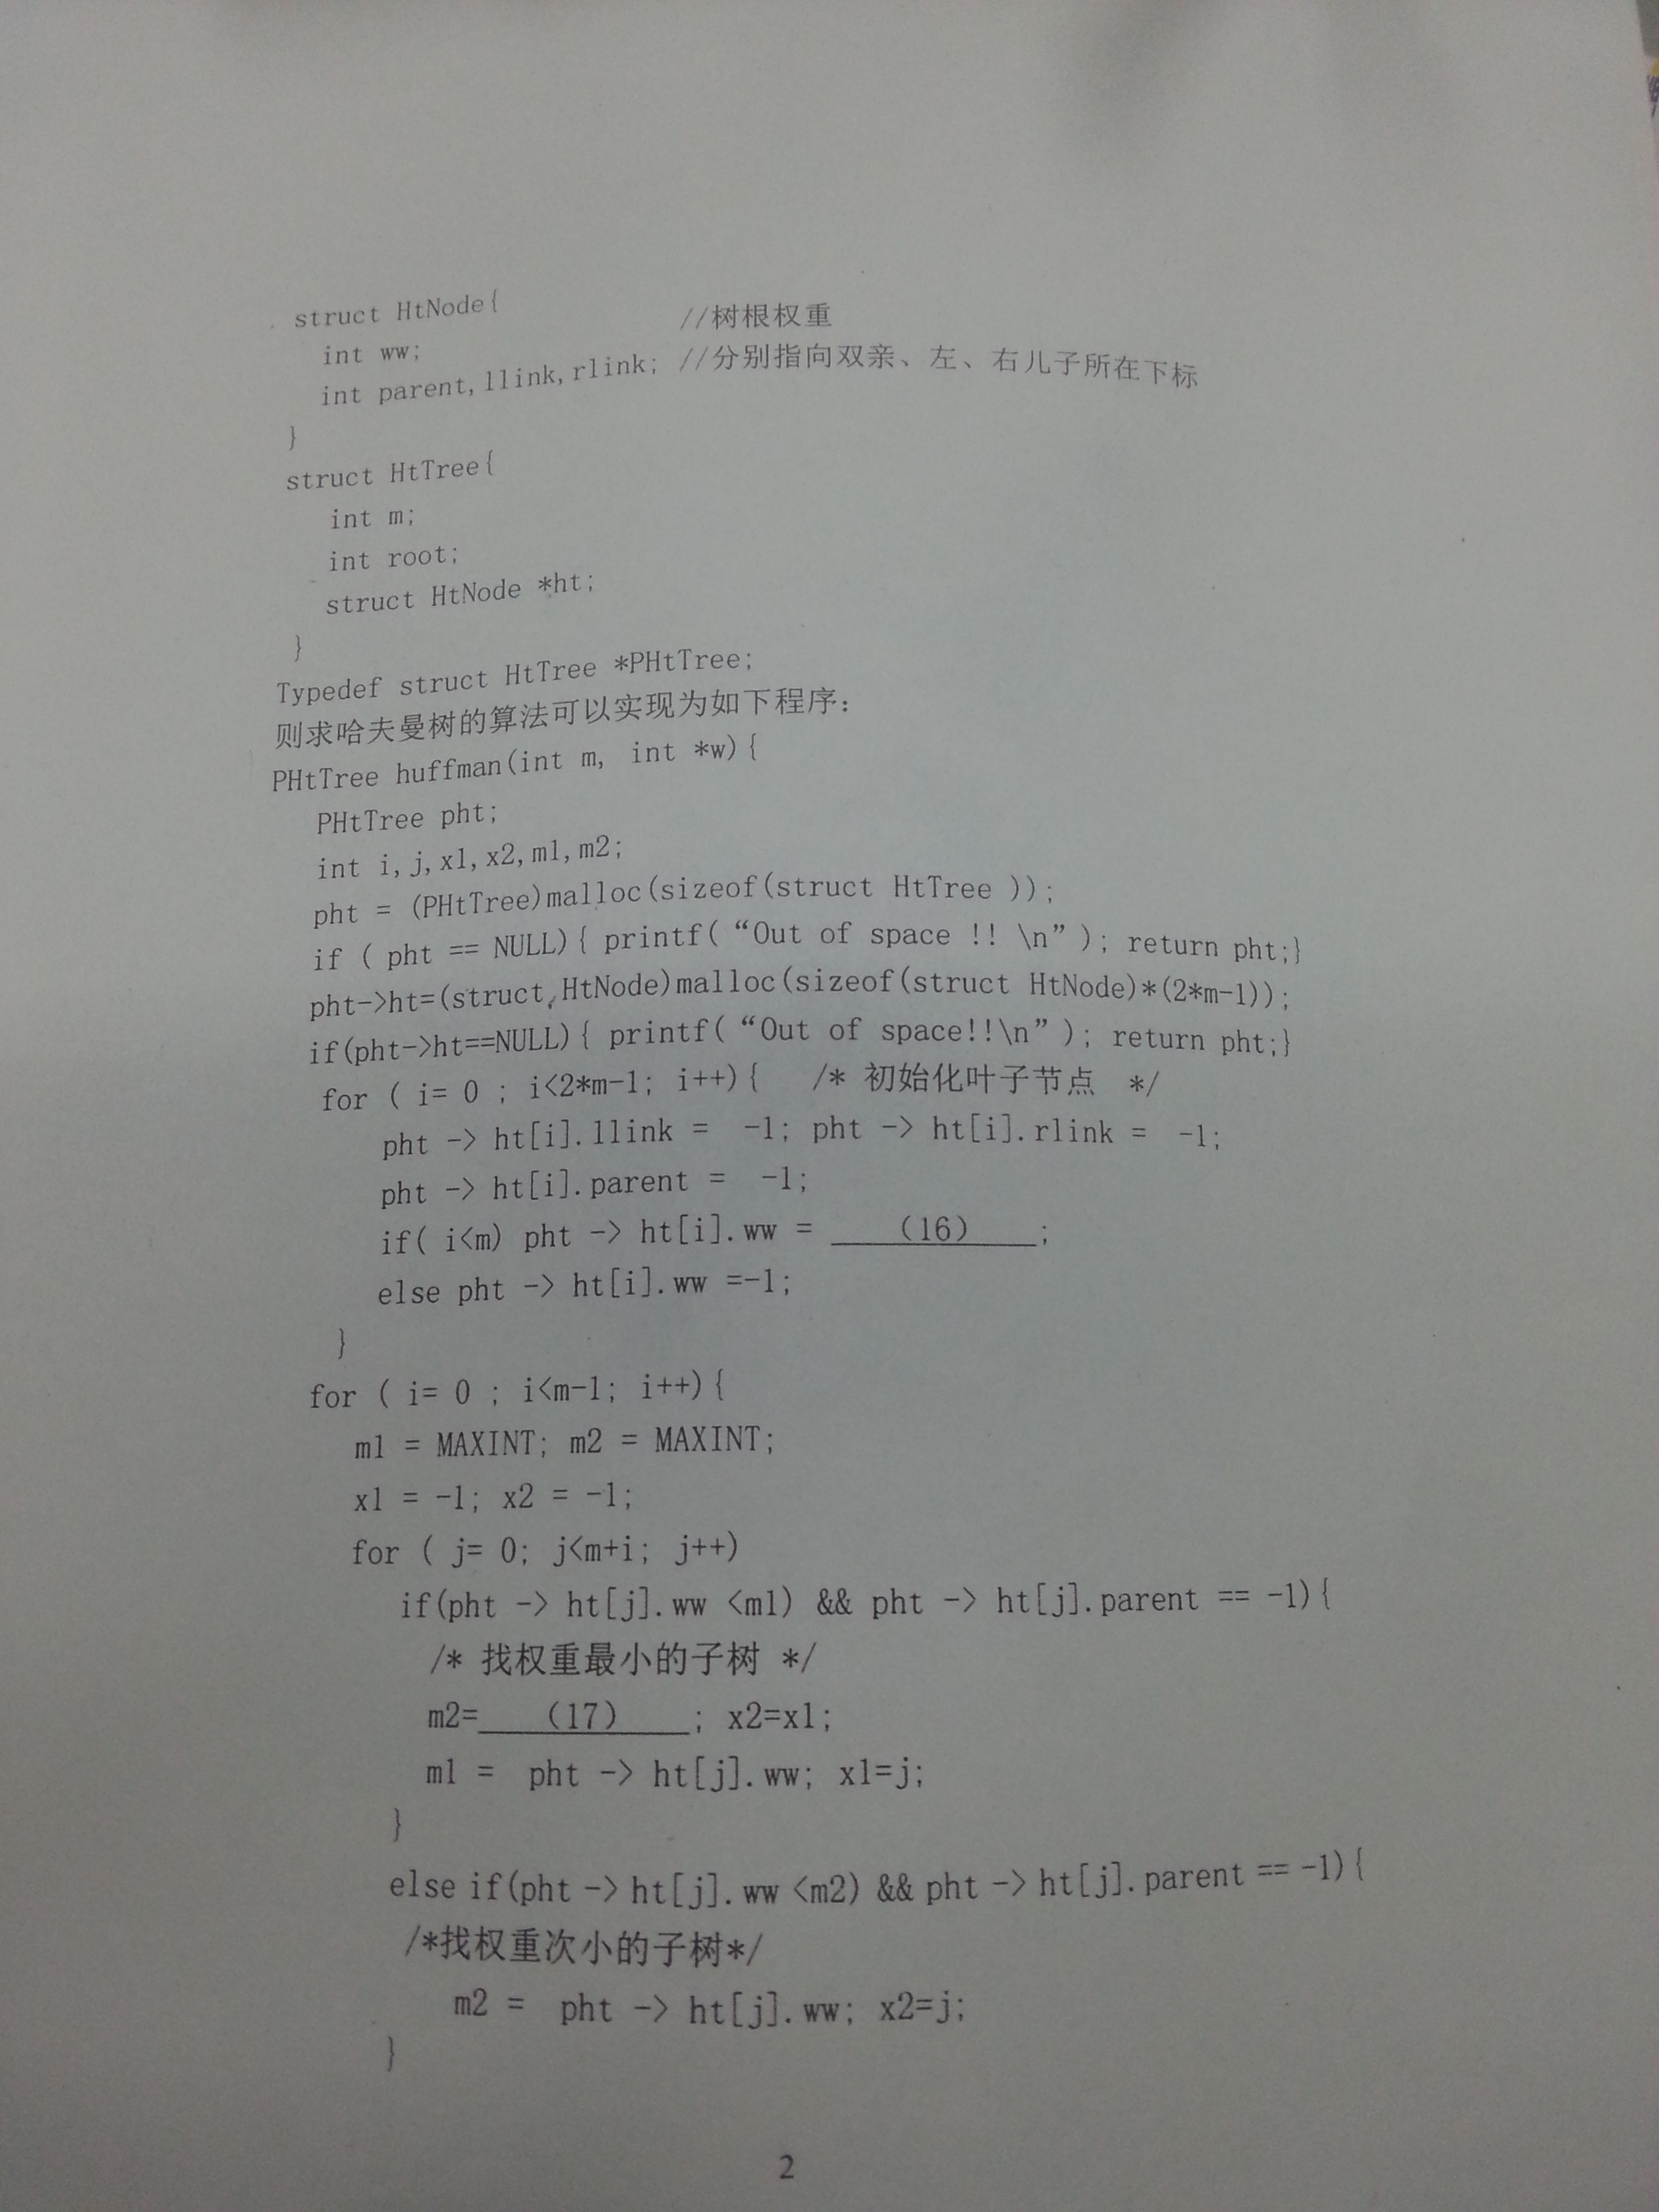 struct HtNode{
int ww; //树根权重
int parent,llink,rlink; //分别指向双亲、左、右儿子所在下标
}
struct HtTree{
int m;
int root;
struct HtNode *ht;
}
Typedef struct HtTree *PHtTree;
则求哈夫曼树的算法可以实现为如下程序：
PHtTree huffman(int m, int *w){
PHtTree pht;
int i,j,x1,x2,m1,m2;
pht = (PHtTree)malloc(sizeof(struct HtTree ));
if ( pht == NULL){ printf(“Out of space !! \n”); return pht;}
pht->ht=(struct HtNode)malloc(sizeof(struct HtNode)*(2*m-1));
if(pht->ht==NULL){ printf(“Out of space!!\n”); return pht;}
for ( i= 0 ; i<2*m-1; i++){ /* 初始化叶子节点 */
pht -> ht[i].llink = -1; pht -> ht[i].rlink = -1;
pht -> ht[i].parent = -1;
if( i<m) pht -> ht[i].ww = ___(16)___;
else pht -> ht[i].ww =-1;
}
for ( i= 0 ; i<m-1; i++){
m1 = MAXINT; m2 = MAXINT;
x1 = -1; x2 = -1;
for ( j= 0; j<m+i; j++)
if(pht -> ht[j].ww <m1) && pht -> ht[j].parent == -1){
/* 找权重最小的子树 */
m2=___(17)___; x2=x1;
m1 = pht -> ht[j].ww; x1=j;
}
else if(pht -> ht[j].ww <m2) && pht -> ht[j].parent == -1){
/*找权重次小的子树*/
m2 = pht -> ht[j].ww; x2=j;
}
2